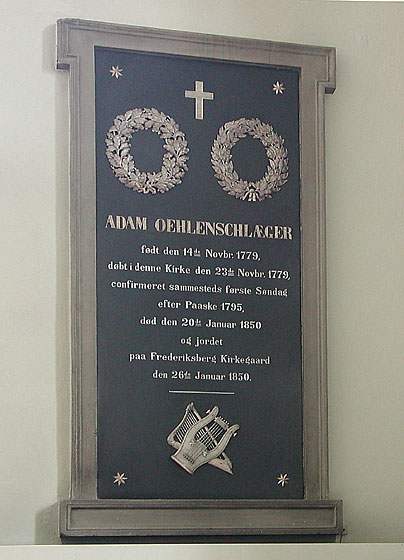 ADAM OEHLENSCHLÆGER
født den 14de Novbr. 1779,
døbt i denne Kirke den 23de Novbr. 1779,
confirmeret sammesteds første Søndag
efter Paaske 1795,
død den 20de Januar 1850
og jordet
paa Frederiksberg Kirkegaard
den 26de Januar 1850.